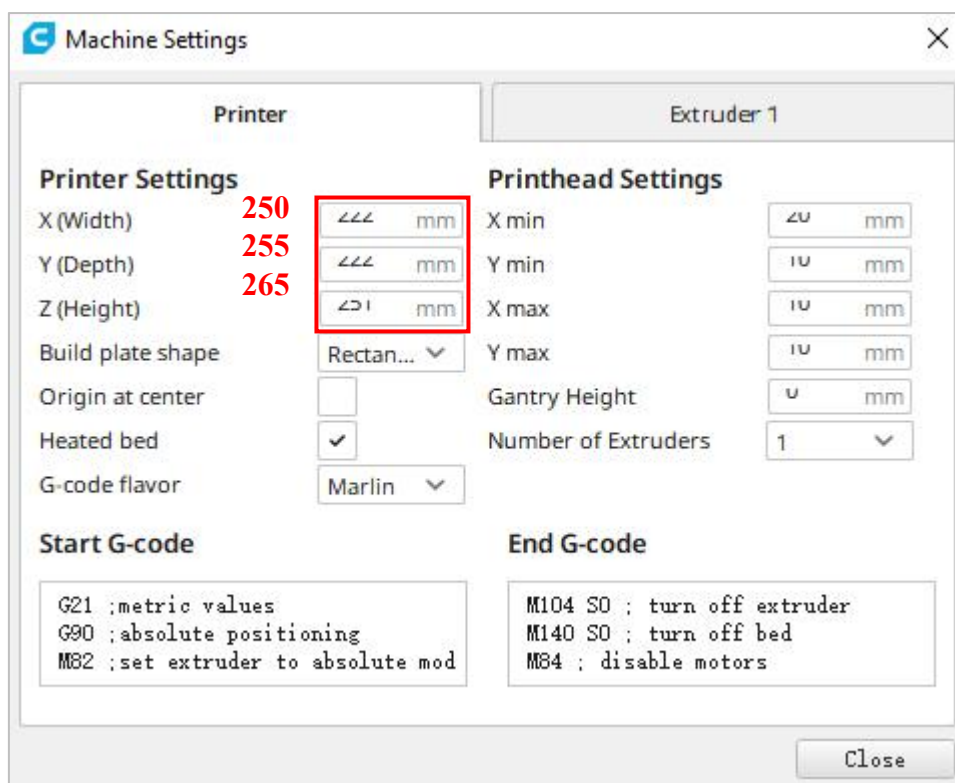 Machine Settings
Printer
Extruder 1
Printer Settings
Printhead Settings
X (Width)
250
mm
X min
mm
Y (Depth)
255
mm
Y min
mm
Z (Height)
265
mm
X max
mm
Build plate shape
Rectan...
Y max
mm
Origin at center
Gantry Height
mm
Heated bed
Number of Extruders
1
G-code flavor
Marlin
Start G-code
End G-code
G21 ;metric values
G90 ;absolute positioning
M82 ;set extruder to absolute mod
M104 S0 ; turn off extruder
M140 S0 ; turn off bed
M84 ; disable motors
Close